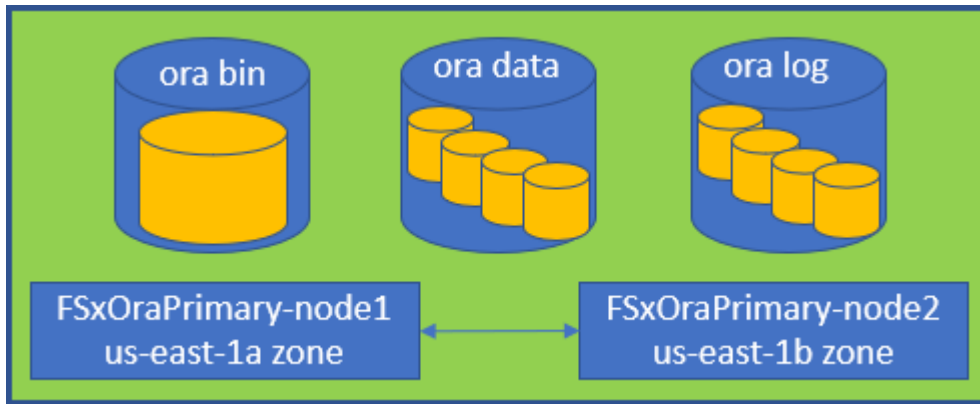 ora bin
ora data
ora log
FSxOraPrimary-node1
us-east-1a zone
FSxOraPrimary-node2
us-east-1b zone